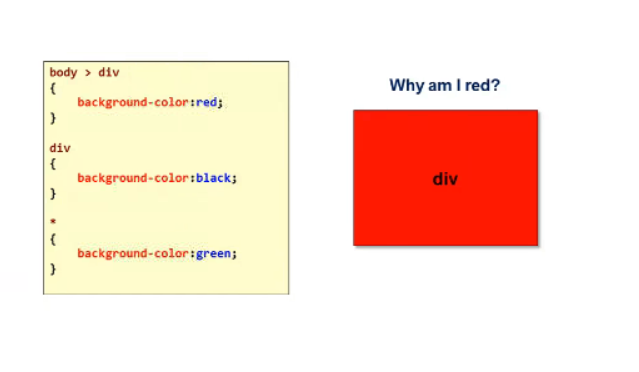 body > div
{
background-color:red;
}
div
{
background-color:black;
}
*
{
background-color:green;
}
Why am I red?
div